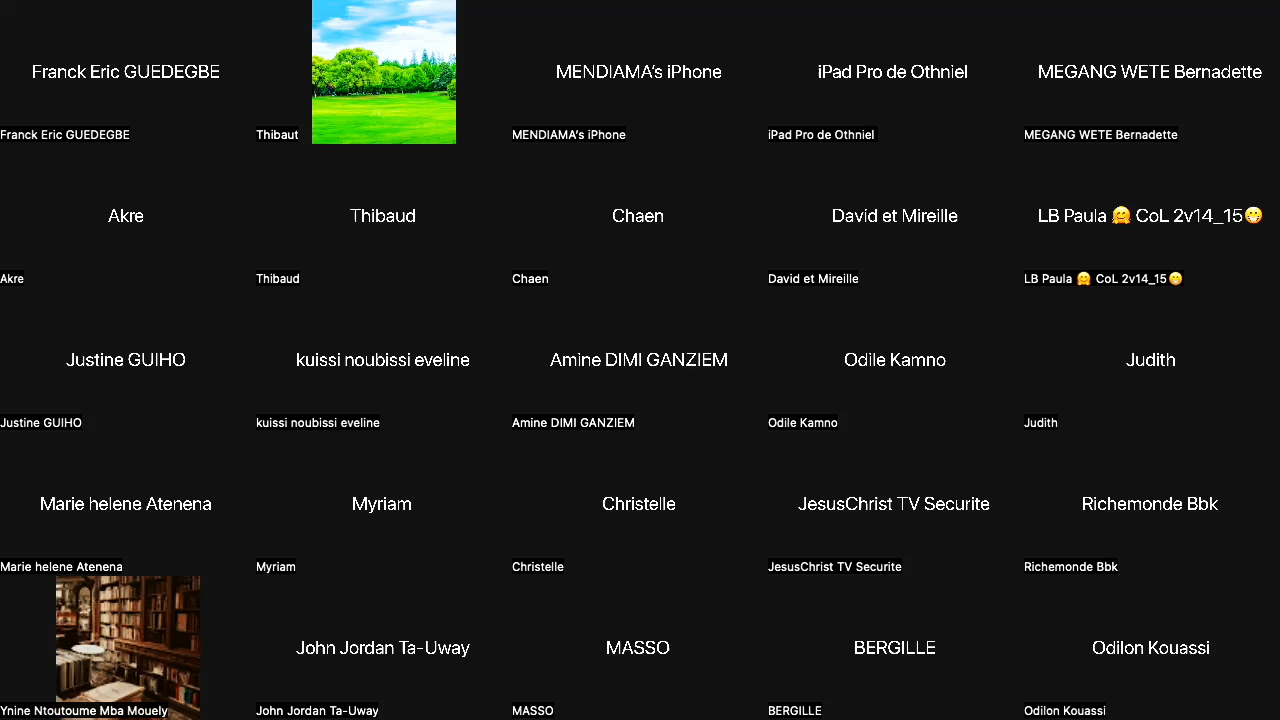 Franck Eric GUEDEGBE
MENDIAMA’s iPhone
iPad Pro de Othniel
MEGANG WETE Bernadette
Franck Eric GUEDEGBE
Thibaut
MENDIAMA’s iPhone
iPad Pro de Othniel
MEGANG WETE Bernadette
Akre
Thibaud
Chaen
David et Mireille
LB Paula 🤗 CoL 2v14_15🤭
Akre
Thibaud
Chaen
David et Mireille
LB Paula 🤗 CoL 2v14_15🤭
Justine GUIHO
kuissi noubissi eveline
Amine DIMI GANZIEM
Odile Kamno
Judith
Justine GUIHO
kuissi noubissi eveline
Amine DIMI GANZIEM
Odile Kamno
Judith
Marie helene Atenena
Myriam
Christelle
JesusChrist TV Securite
Richemonde Bbk
Marie helene Atenena
Myriam
Christelle
JesusChrist TV Securite
Richemonde Bbk
John Jordan Ta-Uway
MASSO
BERGILLE
Odilon Kouassi
Ynine Ntoutoume Mba Mouely
John Jordan Ta-Uway
MASSO
BERGILLE
Odilon Kouassi